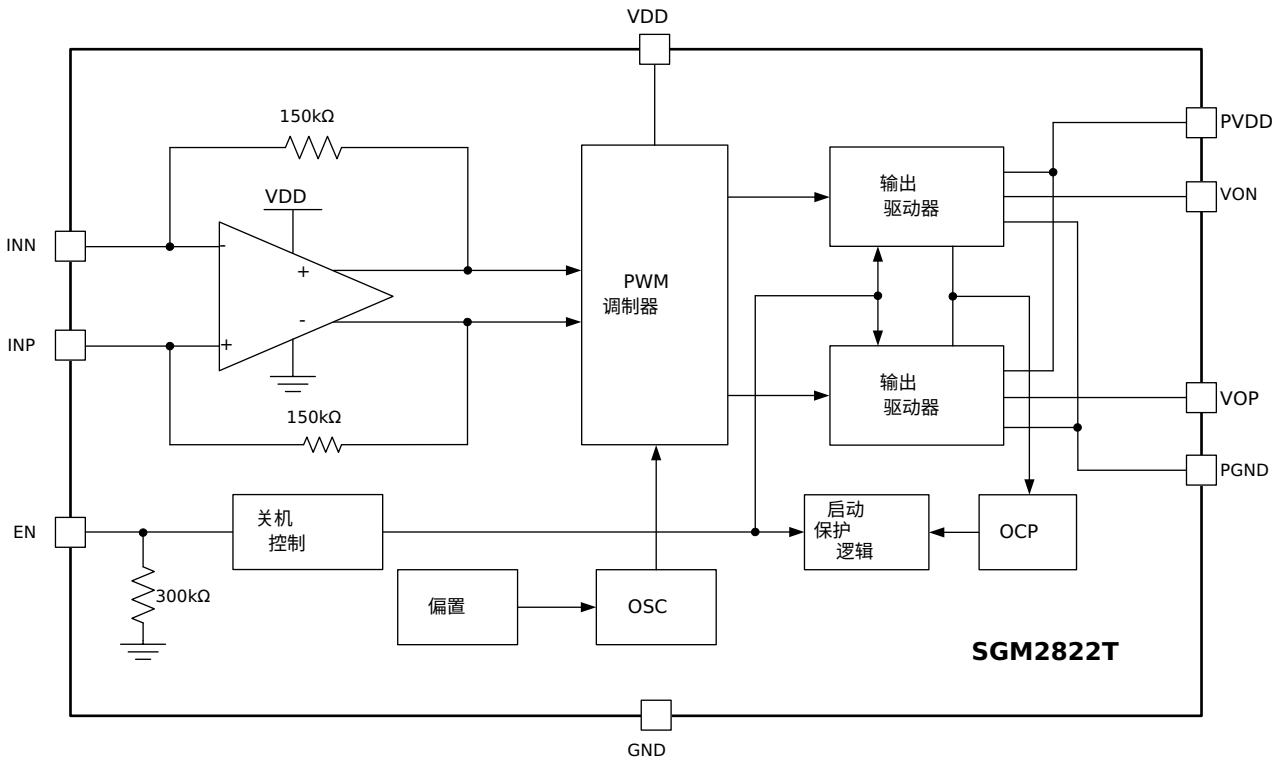 VDD
150kΩ
PVDD
VDD
输出
驱动器
VON
INN
-
+
PWM
调制器
-
INP
+
输出
驱动器
VOP
150kΩ
PGND
EN
关机
控制
启动
保护
逻辑
OCP
300kΩ
偏置
OSC
SGM2822T
GND